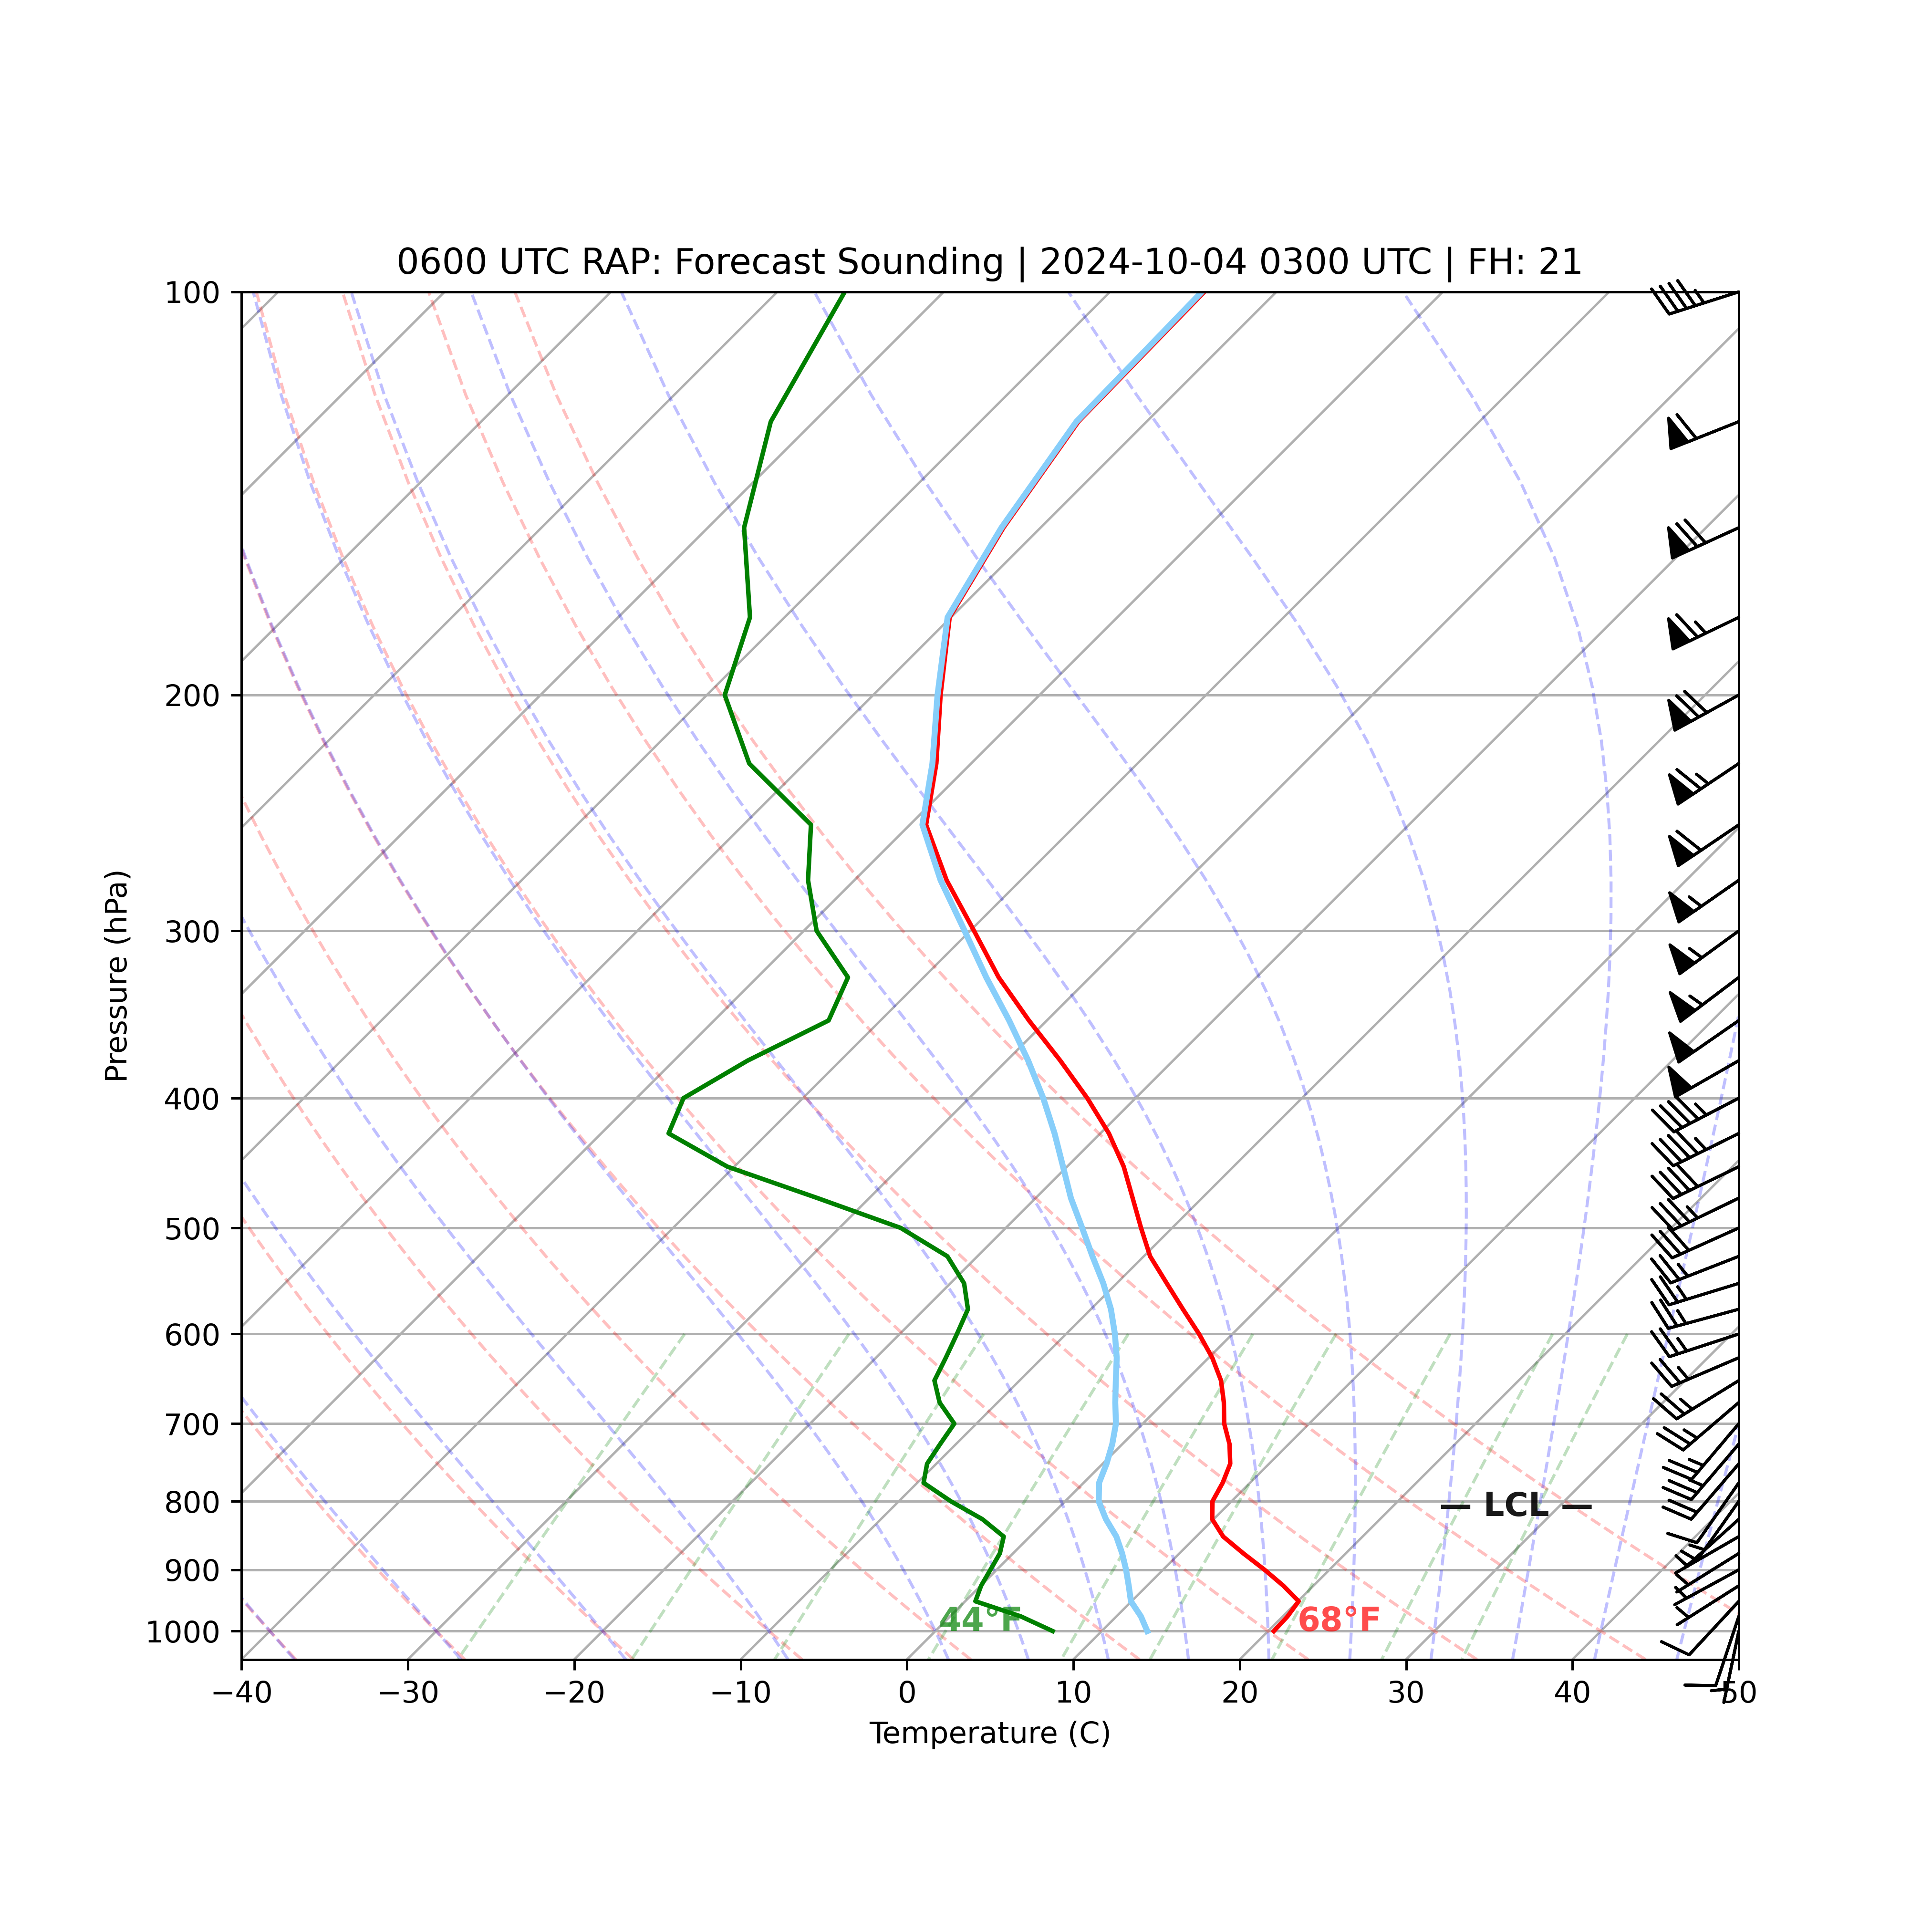 0600 UTC RAP: Forecast Sounding | 2024-10-04 0300 UTC | FH: 21
100
200
300
400
500
600
700
800
900
1000
Pressure (hPa)
— LCL —
44°F
68°F
−40 −30 −20 −10 0 10 20 30 40 50
Temperature (C)